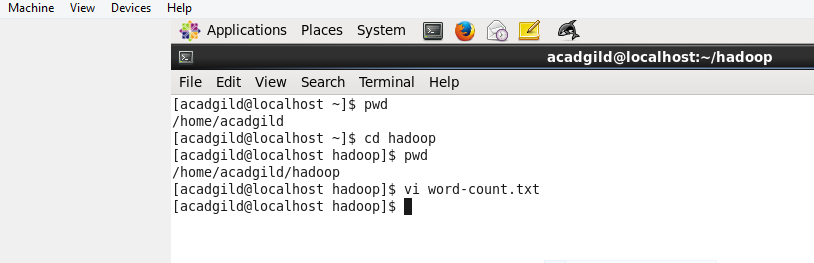 Machine View Devices Help
Applications Places System
acadgild@localhost:~/hadoop
File Edit View Search Terminal Help
[acadgild@localhost ~]$ pwd
/home/acadgild
[acadgild@localhost ~]$ cd hadoop
[acadgild@localhost hadoop]$ pwd
/home/acadgild/hadoop
[acadgild@localhost hadoop]$ vi word-count.txt
[acadgild@localhost hadoop]$